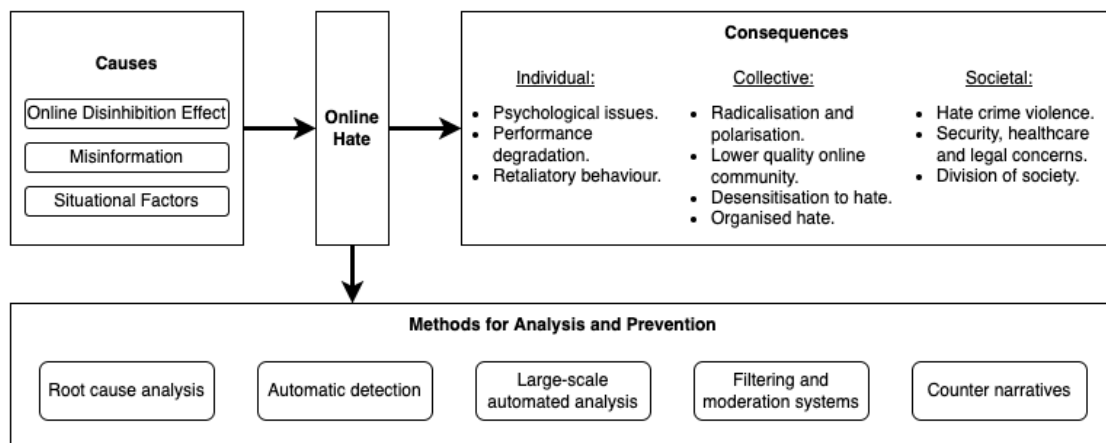 Causes
Online Disinhibition Effect
Misinformation
Situational Factors
Online
Hate
Consequences
Individual:
• Psychological issues.
• Performance
degradation.
• Retaliatory behaviour.
Collective:
• Radicalisation and
polarisation.
• Lower quality online
community.
• Desensitisation to hate.
• Organised hate.
Societal:
• Hate crime violence.
• Security, healthcare
and legal concerns.
• Division of society.
Methods for Analysis and Prevention
Root cause analysis
Automatic detection
Large-scale
automated analysis
Filtering and
moderation systems
Counter narratives